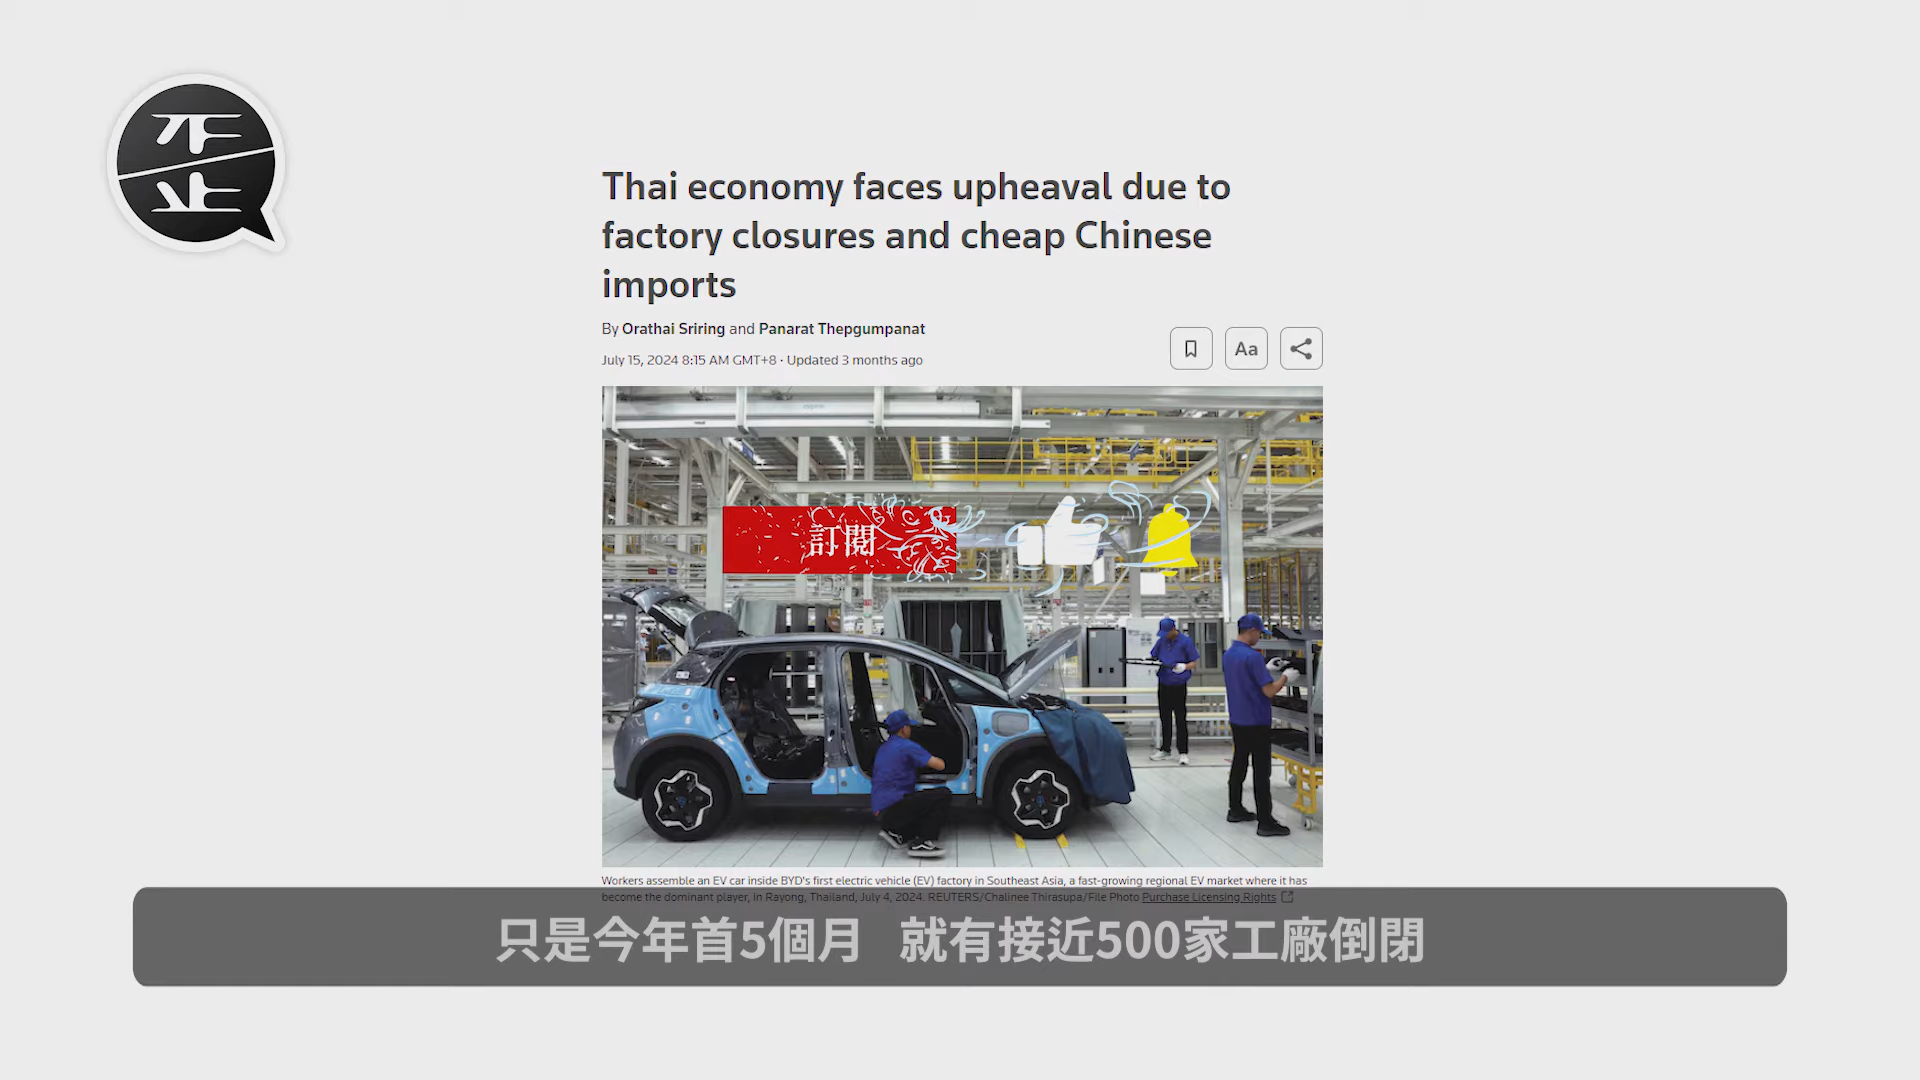 歪
Thai economy faces upheaval due to
factory closures and cheap Chinese
imports
By Orathai Sriring and Panarat Thepgumpanat
July 15, 2024 8:15 AM GMT+8 · Updated 3 months ago
Aa
訂閱
Workers assemble an EV car inside BYD's first electric vehicle (EV) factory in Southeast Asia, a fast-growing regional EV market where it has
become the dominant player, in Rayong, Thailand, July 4, 2024. REUTERS/Chalinee Thirasupa/File Photo Purchase Licensing Rights
只是今年首5個月 就有接近500家工廠倒閉